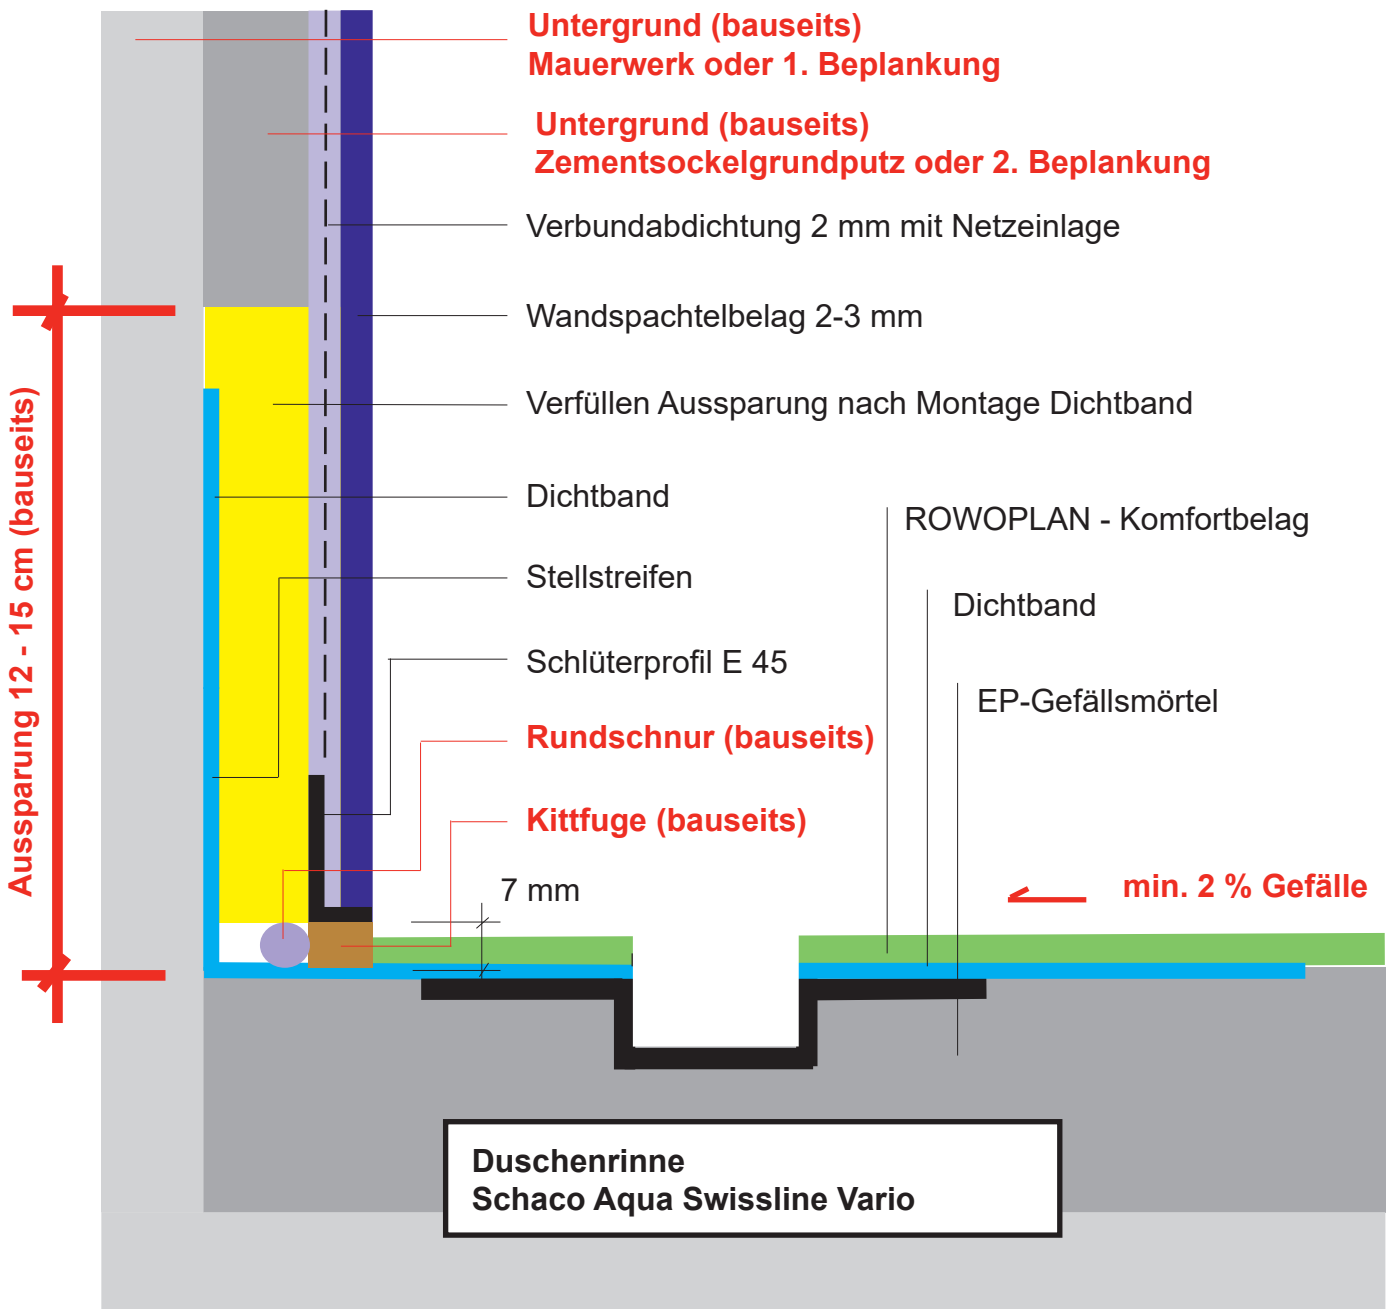 Untergrund (bauseits)
Mauerwerk oder 1. Beplankung
Untergrund (bauseits)
Zementsockelgrundputz oder 2. Beplankung
Verbundabdichtung 2 mm mit Netzeinlage
Wandspachtelbelag 2-3 mm
Verfüllen Aussparung nach Montage Dichtband
Dichtband
Stellstreifen
Schlüterprofil E 45
Rundschnur (bauseits)
Kittfuge (bauseits)
7 mm
ROWOPLAN - Komfortbelag
Dichtband
EP-Gefällsmörtel
min. 2 % Gefälle
Aussparung 12 - 15 cm (bauseits)
Duschenrinne
Schaco Aqua Swissline Vario